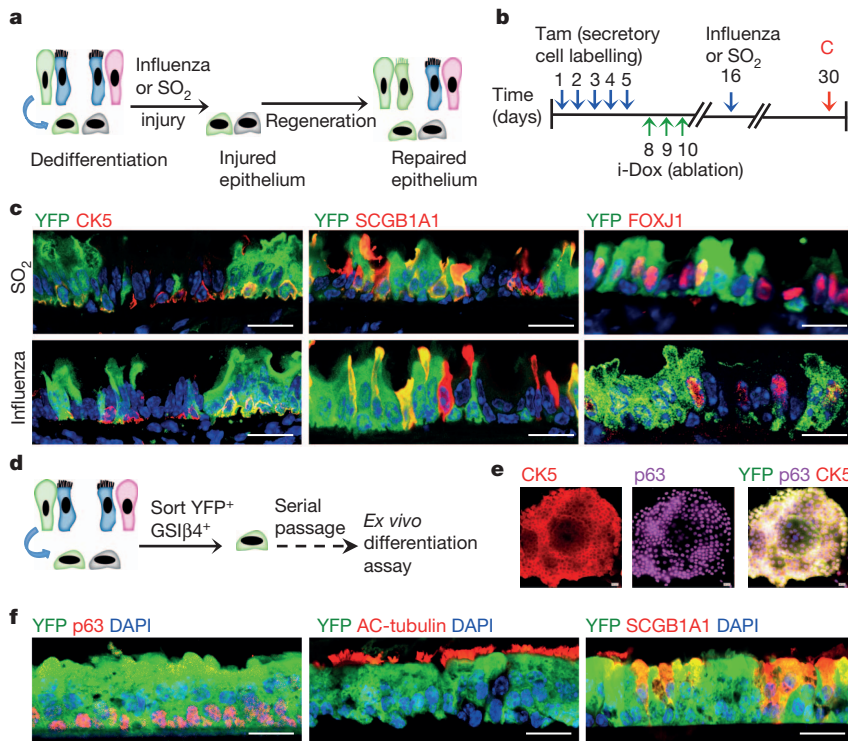 a
Influenza
or SO2
injury
Regeneration
Dedifferentiation
Injured
epithelium
Repaired
epithelium
b
Tam (secretory
cell labelling)
Influenza
or SO2
C
1 2 3 4 5
16
30
Time
(days)
8 9 10
i-Dox (ablation)
c
YFP CK5
YFP SCGB1A1
YFP FOXJ1
SO2
Influenza
d
Sort YFP+
GSIβ4+
Serial
passage
Ex vivo
differentiation
assay
e
CK5
p63
YFP p63 CK5
f
YFP p63 DAPI
YFP AC-tubulin DAPI
YFP SCGB1A1 DAPI